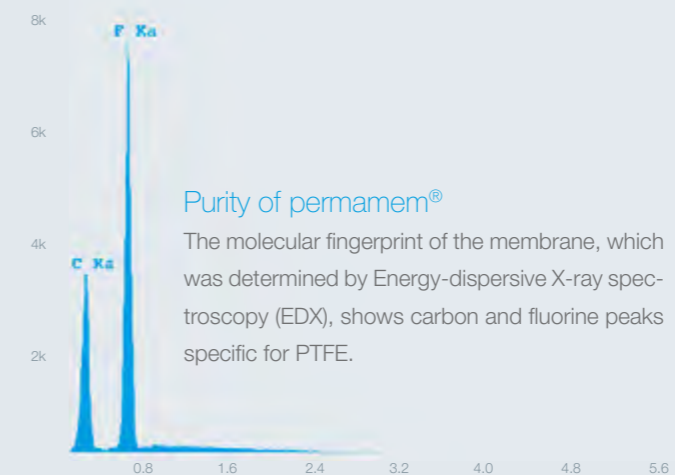 8k
F Ka
6k
Purity of permamem®
4k
The molecular fingerprint of the membrane, which
C Ka
was determined by Energy-dispersive X-ray spec-
troscopy (EDX), shows carbon and fluorine peaks
2k
specific for PTFE.
0.8 1.6 2.4 3.2 4.0 4.8 5.6